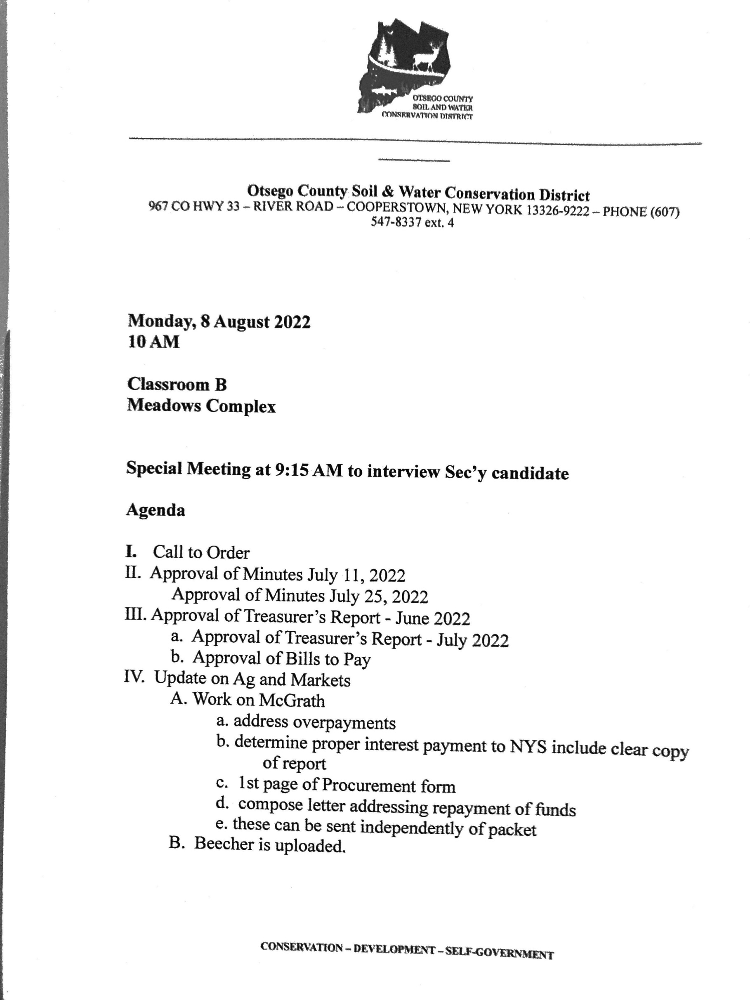 OTSEGO COUNTY
SOIL AND WATER
CONSERVATION DISTRICT
Otsego County Soil & Water Conservation District
967 CO HWY 33 – RIVER ROAD – COOPERSTOWN, NEW YORK 13326-9222 – PHONE (607)
547-8337 ext. 4
Monday, 8 August 2022
10 AM
Classroom B
Meadows Complex
Special Meeting at 9:15 AM to interview Sec’y candidate
Agenda
I. Call to Order
II. Approval of Minutes July 11, 2022
Approval of Minutes July 25, 2022
III. Approval of Treasurer’s Report - June 2022
a. Approval of Treasurer’s Report - July 2022
b. Approval of Bills to Pay
IV. Update on Ag and Markets
A. Work on McGrath
a. address overpayments
b. determine proper interest payment to NYS include clear copy
of report
c. 1st page of Procurement form
d. compose letter addressing repayment of funds
e. these can be sent independently of packet
B. Beecher is uploaded.
CONSERVATION – DEVELOPMENT – SELF-GOVERNMENT